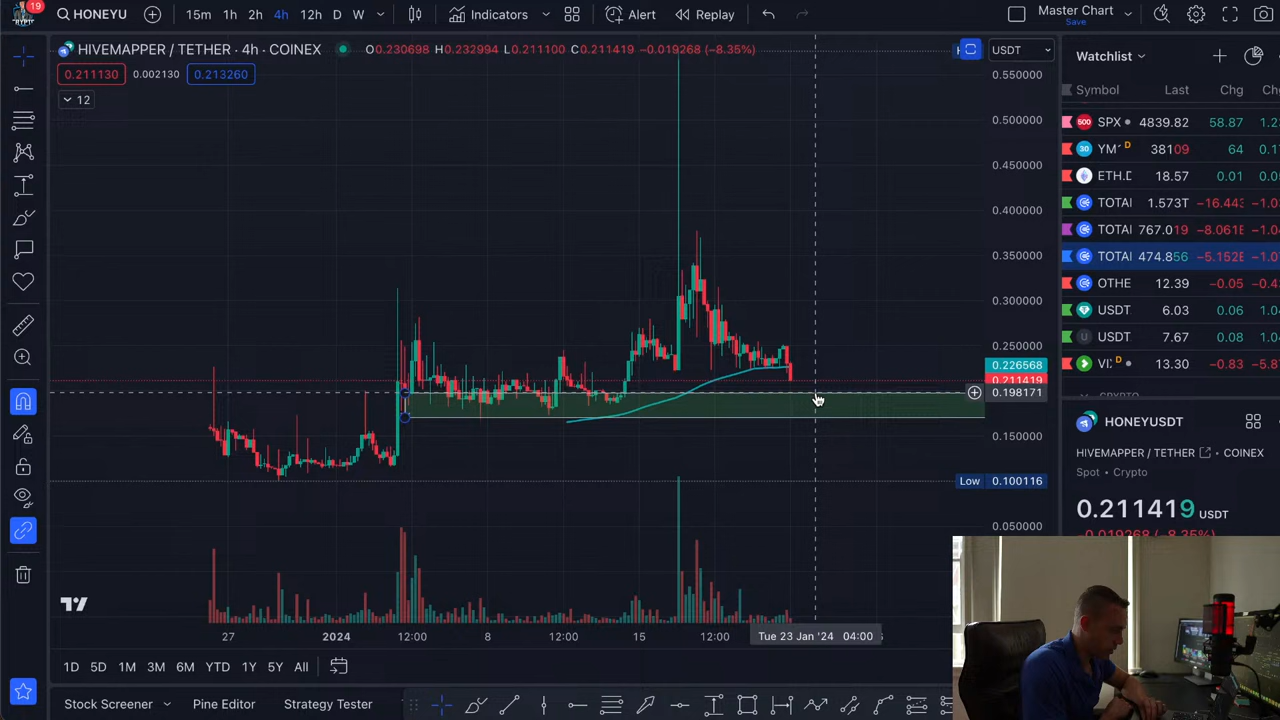 19
HONEYU
15m 1h 2h 4h 12h D W
Indicators
Alert
Replay
Master Chart
Save
HIVEMAPPER / TETHER · 4h · COINEX
O0.230698 H0.232994 L0.211100 C0.211419 −0.019268 (−8.35%)
0.211130 0.002130 0.213260
12
USDT
0.550000
0.500000
0.450000
0.400000
0.350000
0.300000
0.250000
0.226568
0.211419
0.198171
0.150000
Low 0.100116
0.050000
27 2024 12:00 8 12:00 15 12:00
Tue 23 Jan '24 04:00
1D 5D 1M 3M 6M YTD 1Y 5Y All
Stock Screener
Pine Editor
Strategy Tester
Watchlist
Symbol Last Chg Chg
500 SPX 4839.82 58.87 1.2
30 YM D 38109 64 0.1
ETH.D 18.57 0.01 0.0
TOTAL 1.573T −16.44 −1.0
TOTAL 767.019 −8.061B −1.0
TOTAL 474.856 −5.152B −1.0
OTHE 12.39 −0.05 −0.4
USDT 6.03 0.06 1.0
USDT 7.67 0.08 1.0
VI D 13.30 −0.83 −5.8
HONEYUSDT
HIVEMAPPER / TETHER · COINEX
Spot • Crypto
0.211419 USDT
−0.019268 (−8.35%)